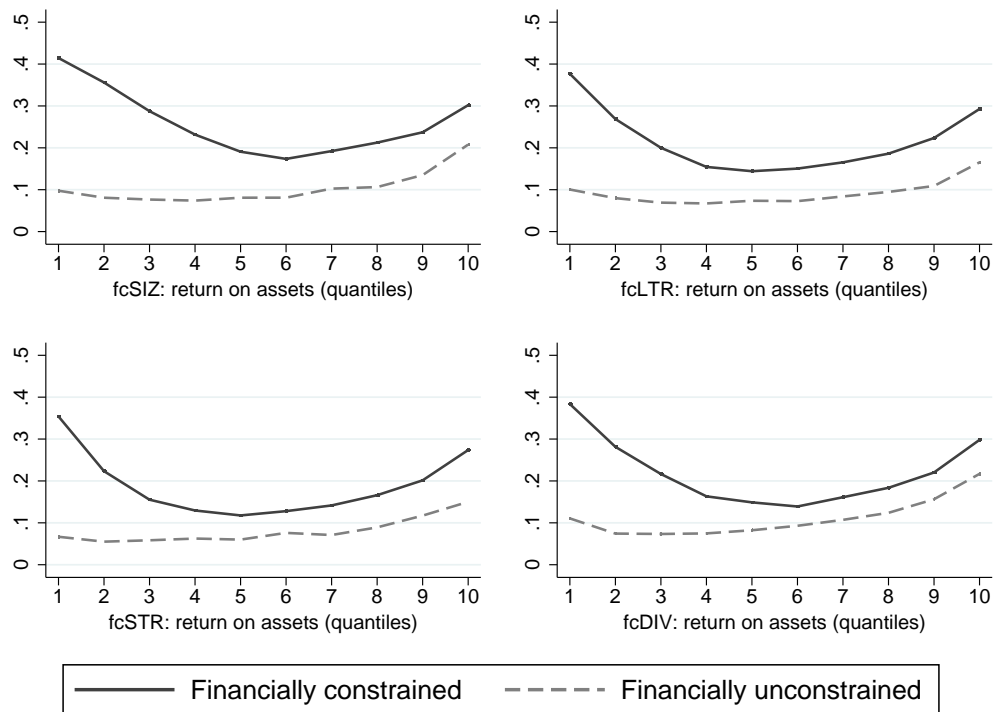 .5
.4
.3
.2
.1
0
1 2 3 4 5 6 7 8 9 10
fcSIZ: return on assets (quantiles)
.5
.4
.3
.2
.1
0
1 2 3 4 5 6 7 8 9 10
fcLTR: return on assets (quantiles)
.5
.4
.3
.2
.1
0
1 2 3 4 5 6 7 8 9 10
fcSTR: return on assets (quantiles)
.5
.4
.3
.2
.1
0
1 2 3 4 5 6 7 8 9 10
fcDIV: return on assets (quantiles)
Financially constrained Financially unconstrained